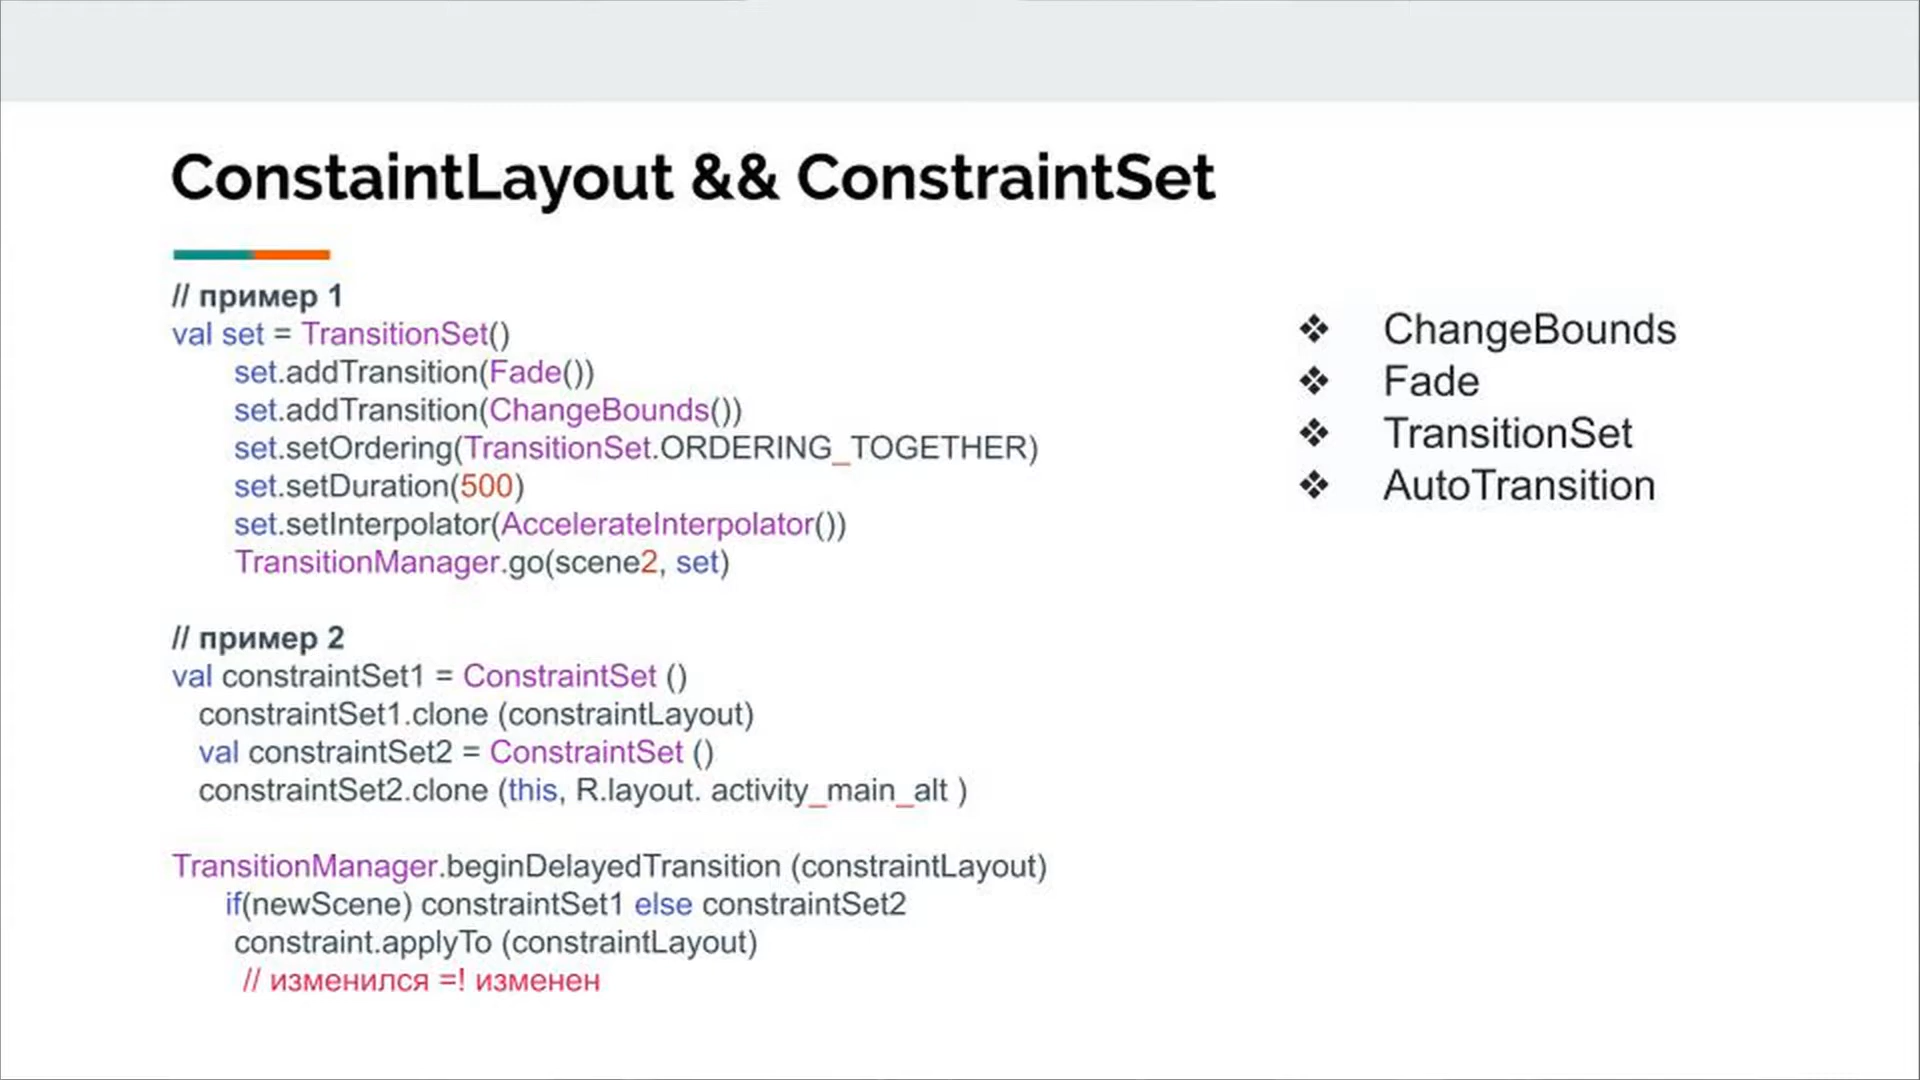 ConstaintLayout && ConstraintSet
// пример 1
val set = TransitionSet()
set.addTransition(Fade())
set.addTransition(ChangeBounds())
set.setOrdering(TransitionSet.ORDERING_TOGETHER)
set.setDuration(500)
set.setInterpolator(AccelerateInterpolator())
TransitionManager.go(scene2, set)
// пример 2
val constraintSet1 = ConstraintSet ()
constraintSet1.clone (constraintLayout)
val constraintSet2 = ConstraintSet ()
constraintSet2.clone (this, R.layout. activity_main_alt )
TransitionManager.beginDelayedTransition (constraintLayout)
if(newScene) constraintSet1 else constraintSet2
constraint.applyTo (constraintLayout)
// изменился =! изменен
❖ ChangeBounds
❖ Fade
❖ TransitionSet
❖ AutoTransition